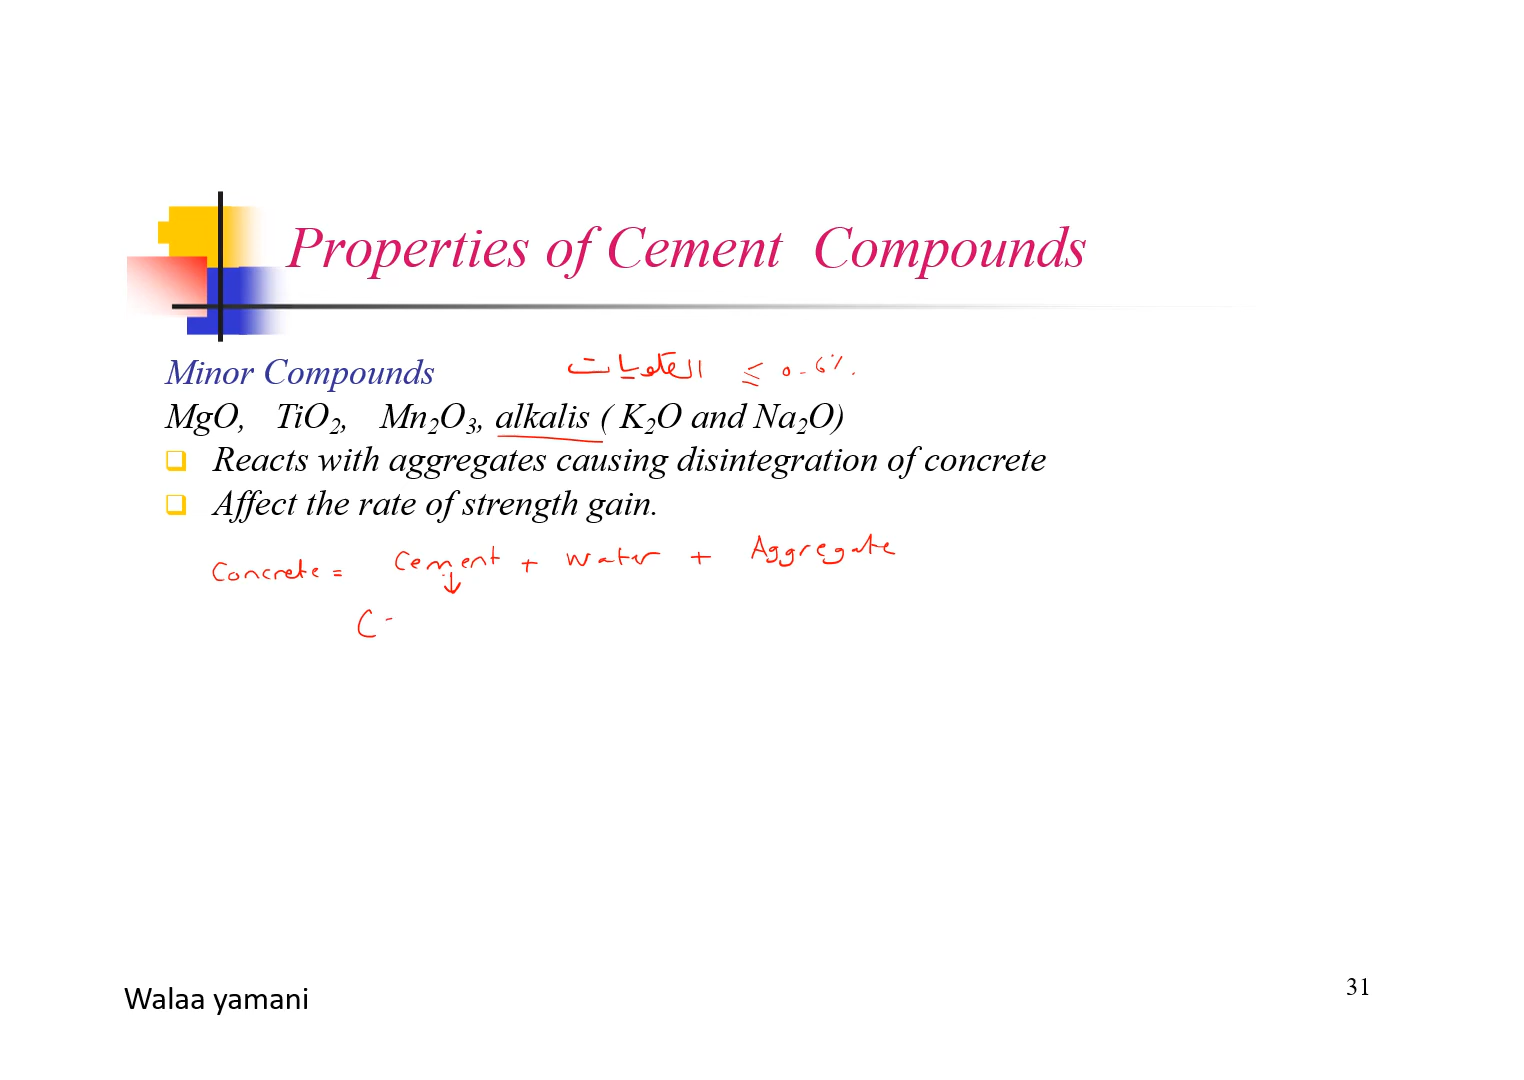 Properties of Cement Compounds
Minor Compounds القلويات ≤ 0.6%
MgO, TiO2, Mn2O3, alkalis ( K2O and Na2O)
Reacts with aggregates causing disintegration of concrete
Affect the rate of strength gain.
Concrete = Cement + Water + Aggregate
C
Walaa yamani
31